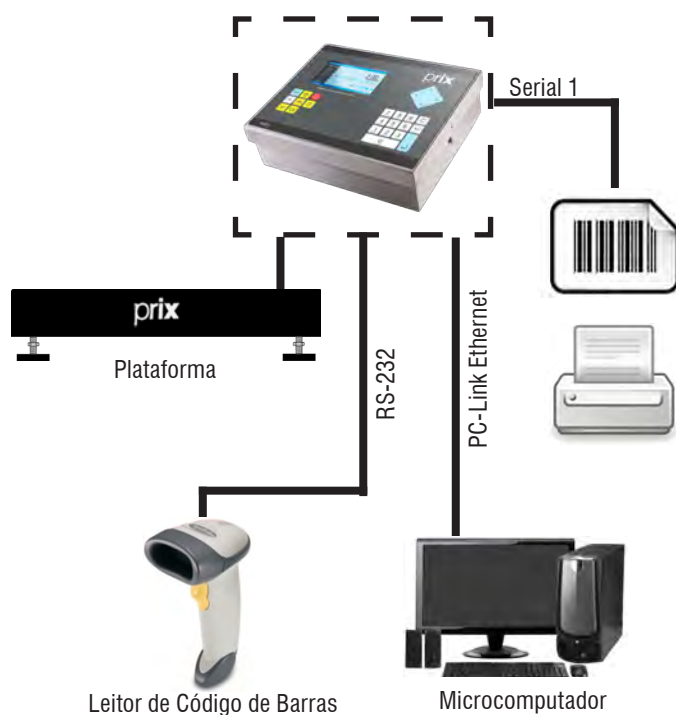 prix
Serial 1
prix
Plataforma
RS-232
PC-Link Ethernet
Leitor de Código de Barras
Microcomputador